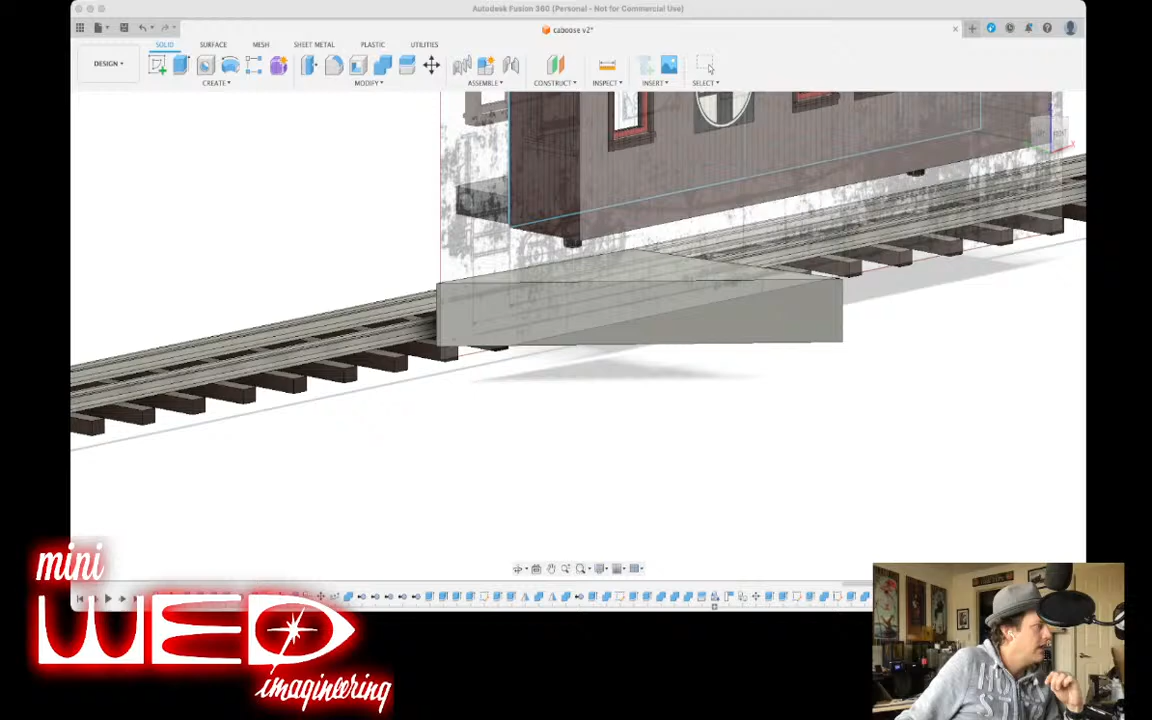 Autodesk Fusion 360 (Personal - Not for Commercial Use)
caboose v2*
SOLID SURFACE MESH SHEET METAL PLASTIC UTILITIES
DESIGN
CREATE MODIFY ASSEMBLE CONSTRUCT INSPECT INSERT SELECT
mini
WED
imagineering